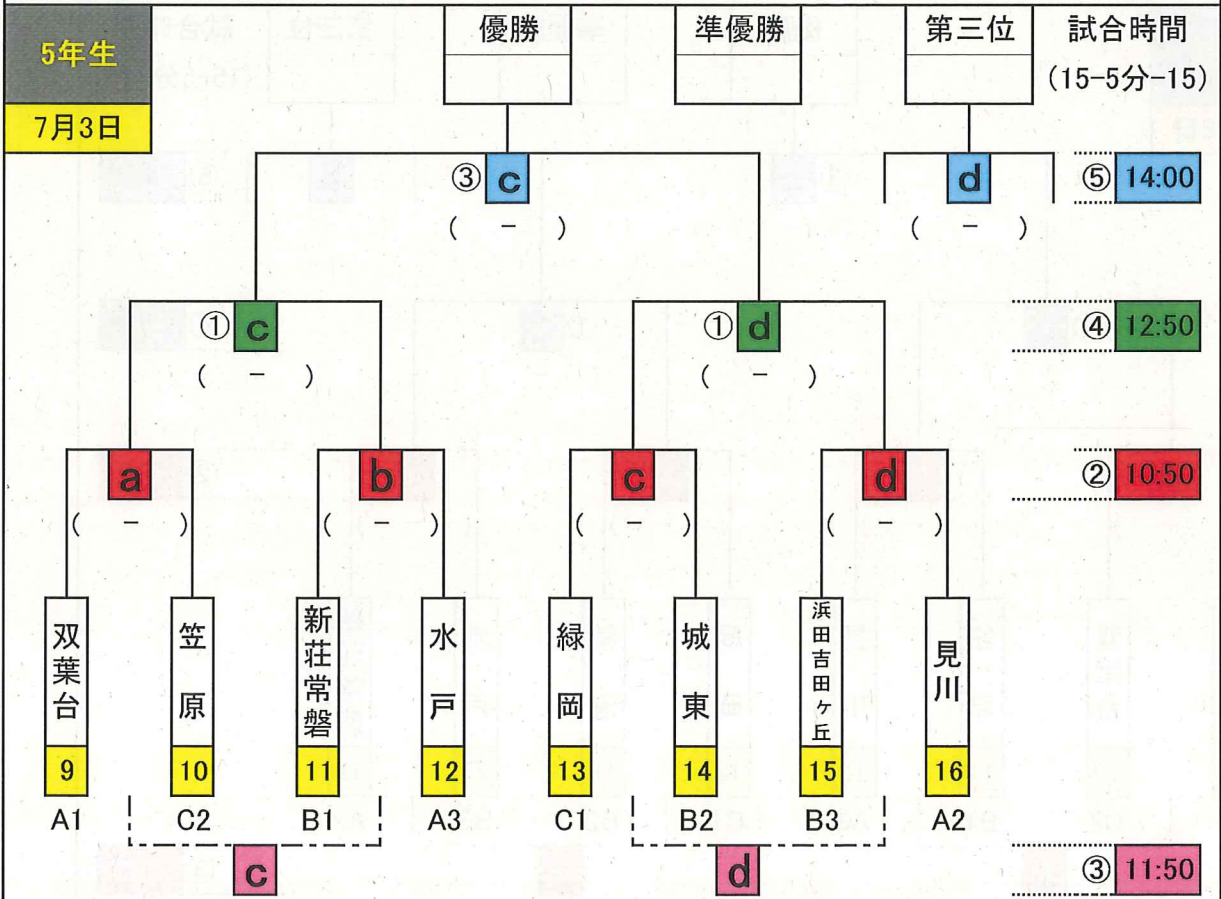 5年生
7月3日
優勝
準優勝
第三位
試合時間
(15-5分-15)
③ c
( - )
d
( - )
⑤ 14:00
① c
( - )
① d
( - )
④ 12:50
a
( - )
b
( - )
c
( - )
d
( - )
② 10:50
双葉台
笠原
新荘常磐
水戸
緑岡
城東
浜田吉田ヶ丘
見川
9 10 11 12 13 14 15 16
A1 C2 B1 A3 C1 B2 B3 A2
c
d
③ 11:50